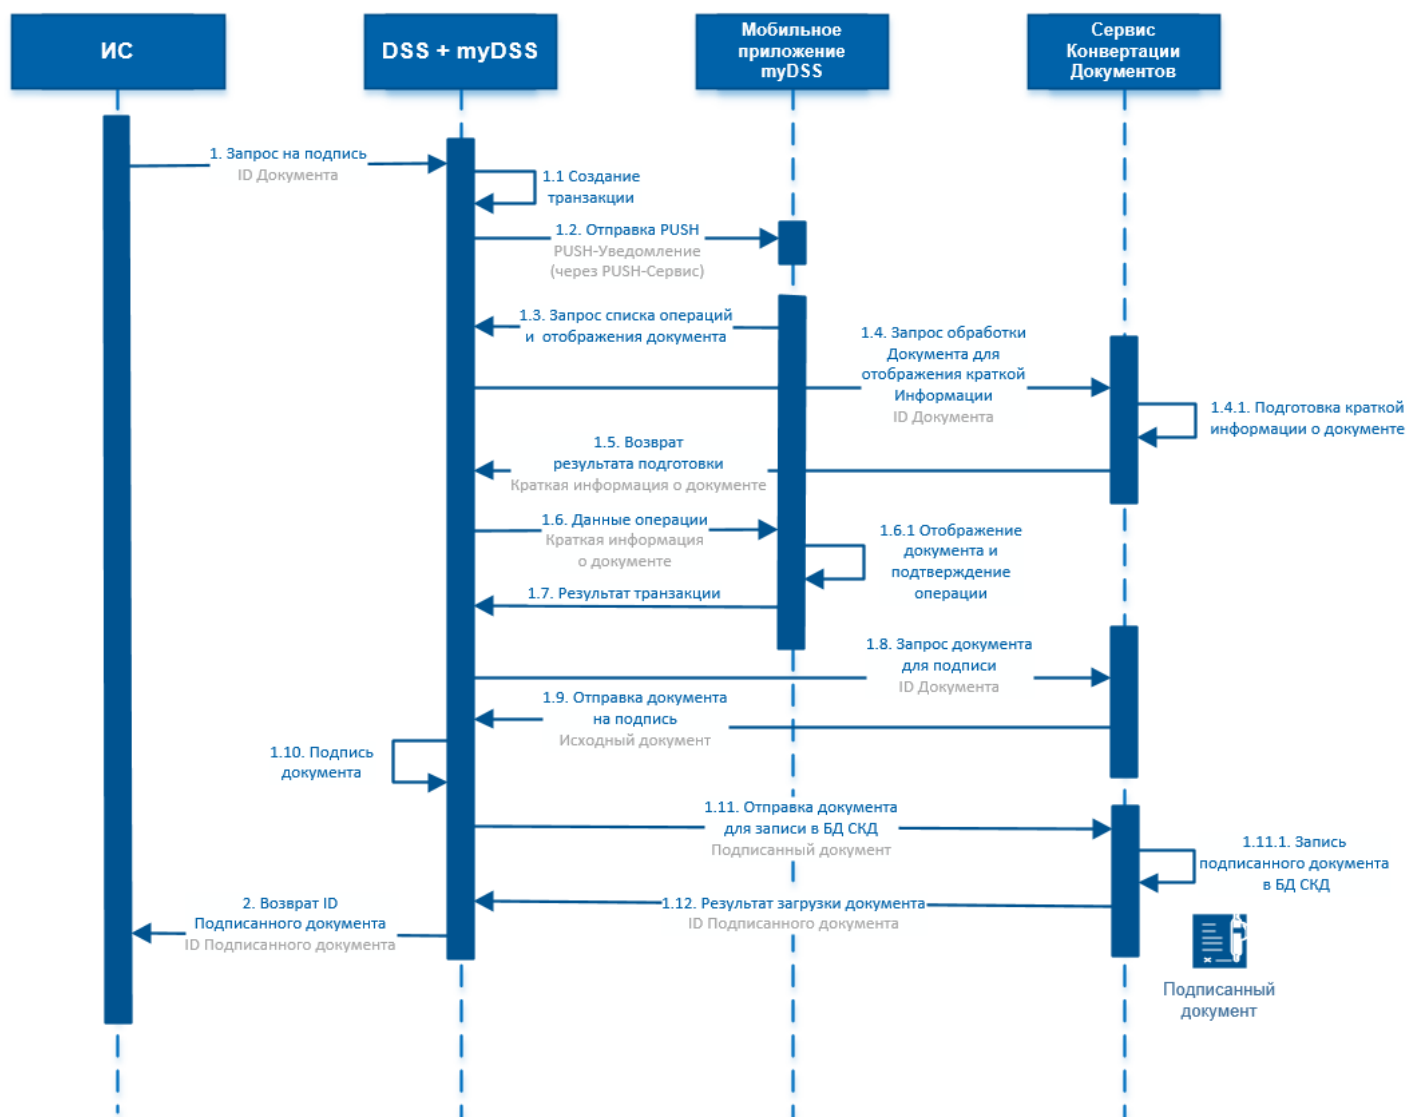 ИС
DSS + myDSS
Мобильное
приложение
myDSS
Сервис
Конвертации
Документов
1. Запрос на подпись
ID Документа
1.1 Создание
транзакции
1.2. Отправка PUSH
PUSH-Уведомление
(через PUSH-Сервис)
1.3. Запрос списка операций
и отображения документа
1.4. Запрос обработки
Документа для
отображения краткой
Информации
ID Документа
1.4.1. Подготовка краткой
информации о документе
1.5. Возврат
результата подготовки
Краткая информация о документе
1.6. Данные операции
Краткая информация
о документе
1.6.1 Отображение
документа и
подтверждение
операции
1.7. Результат транзакции
1.8. Запрос документа
для подписи
ID Документа
1.9. Отправка документа
на подпись
Исходный документ
1.10. Подпись
документа
1.11. Отправка документа
для записи в БД СКД
Подписанный документ
1.11.1. Запись
подписанного документа
в БД СКД
1.12. Результат загрузки документа
ID Подписанного документа
2. Возврат ID
Подписанного документа
ID Подписанного документа
Подписанный
документ